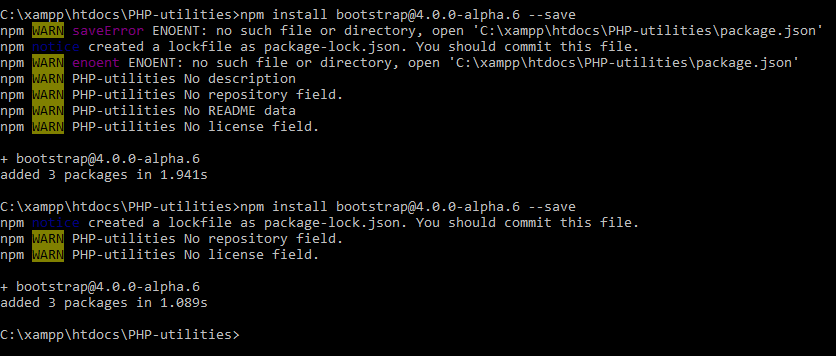 C:\xampp\htdocs\PHP-utilities>npm install bootstrap@4.0.0-alpha.6 --save
npm WARN saveError ENOENT: no such file or directory, open 'C:\xampp\htdocs\PHP-utilities\package.json'
npm notice created a lockfile as package-lock.json. You should commit this file.
npm WARN enoent ENOENT: no such file or directory, open 'C:\xampp\htdocs\PHP-utilities\package.json'
npm WARN PHP-utilities No description
npm WARN PHP-utilities No repository field.
npm WARN PHP-utilities No README data
npm WARN PHP-utilities No license field.
+ bootstrap@4.0.0-alpha.6
added 3 packages in 1.941s
C:\xampp\htdocs\PHP-utilities>npm install bootstrap@4.0.0-alpha.6 --save
npm notice created a lockfile as package-lock.json. You should commit this file.
npm WARN PHP-utilities No repository field.
npm WARN PHP-utilities No license field.
+ bootstrap@4.0.0-alpha.6
added 3 packages in 1.089s
C:\xampp\htdocs\PHP-utilities>